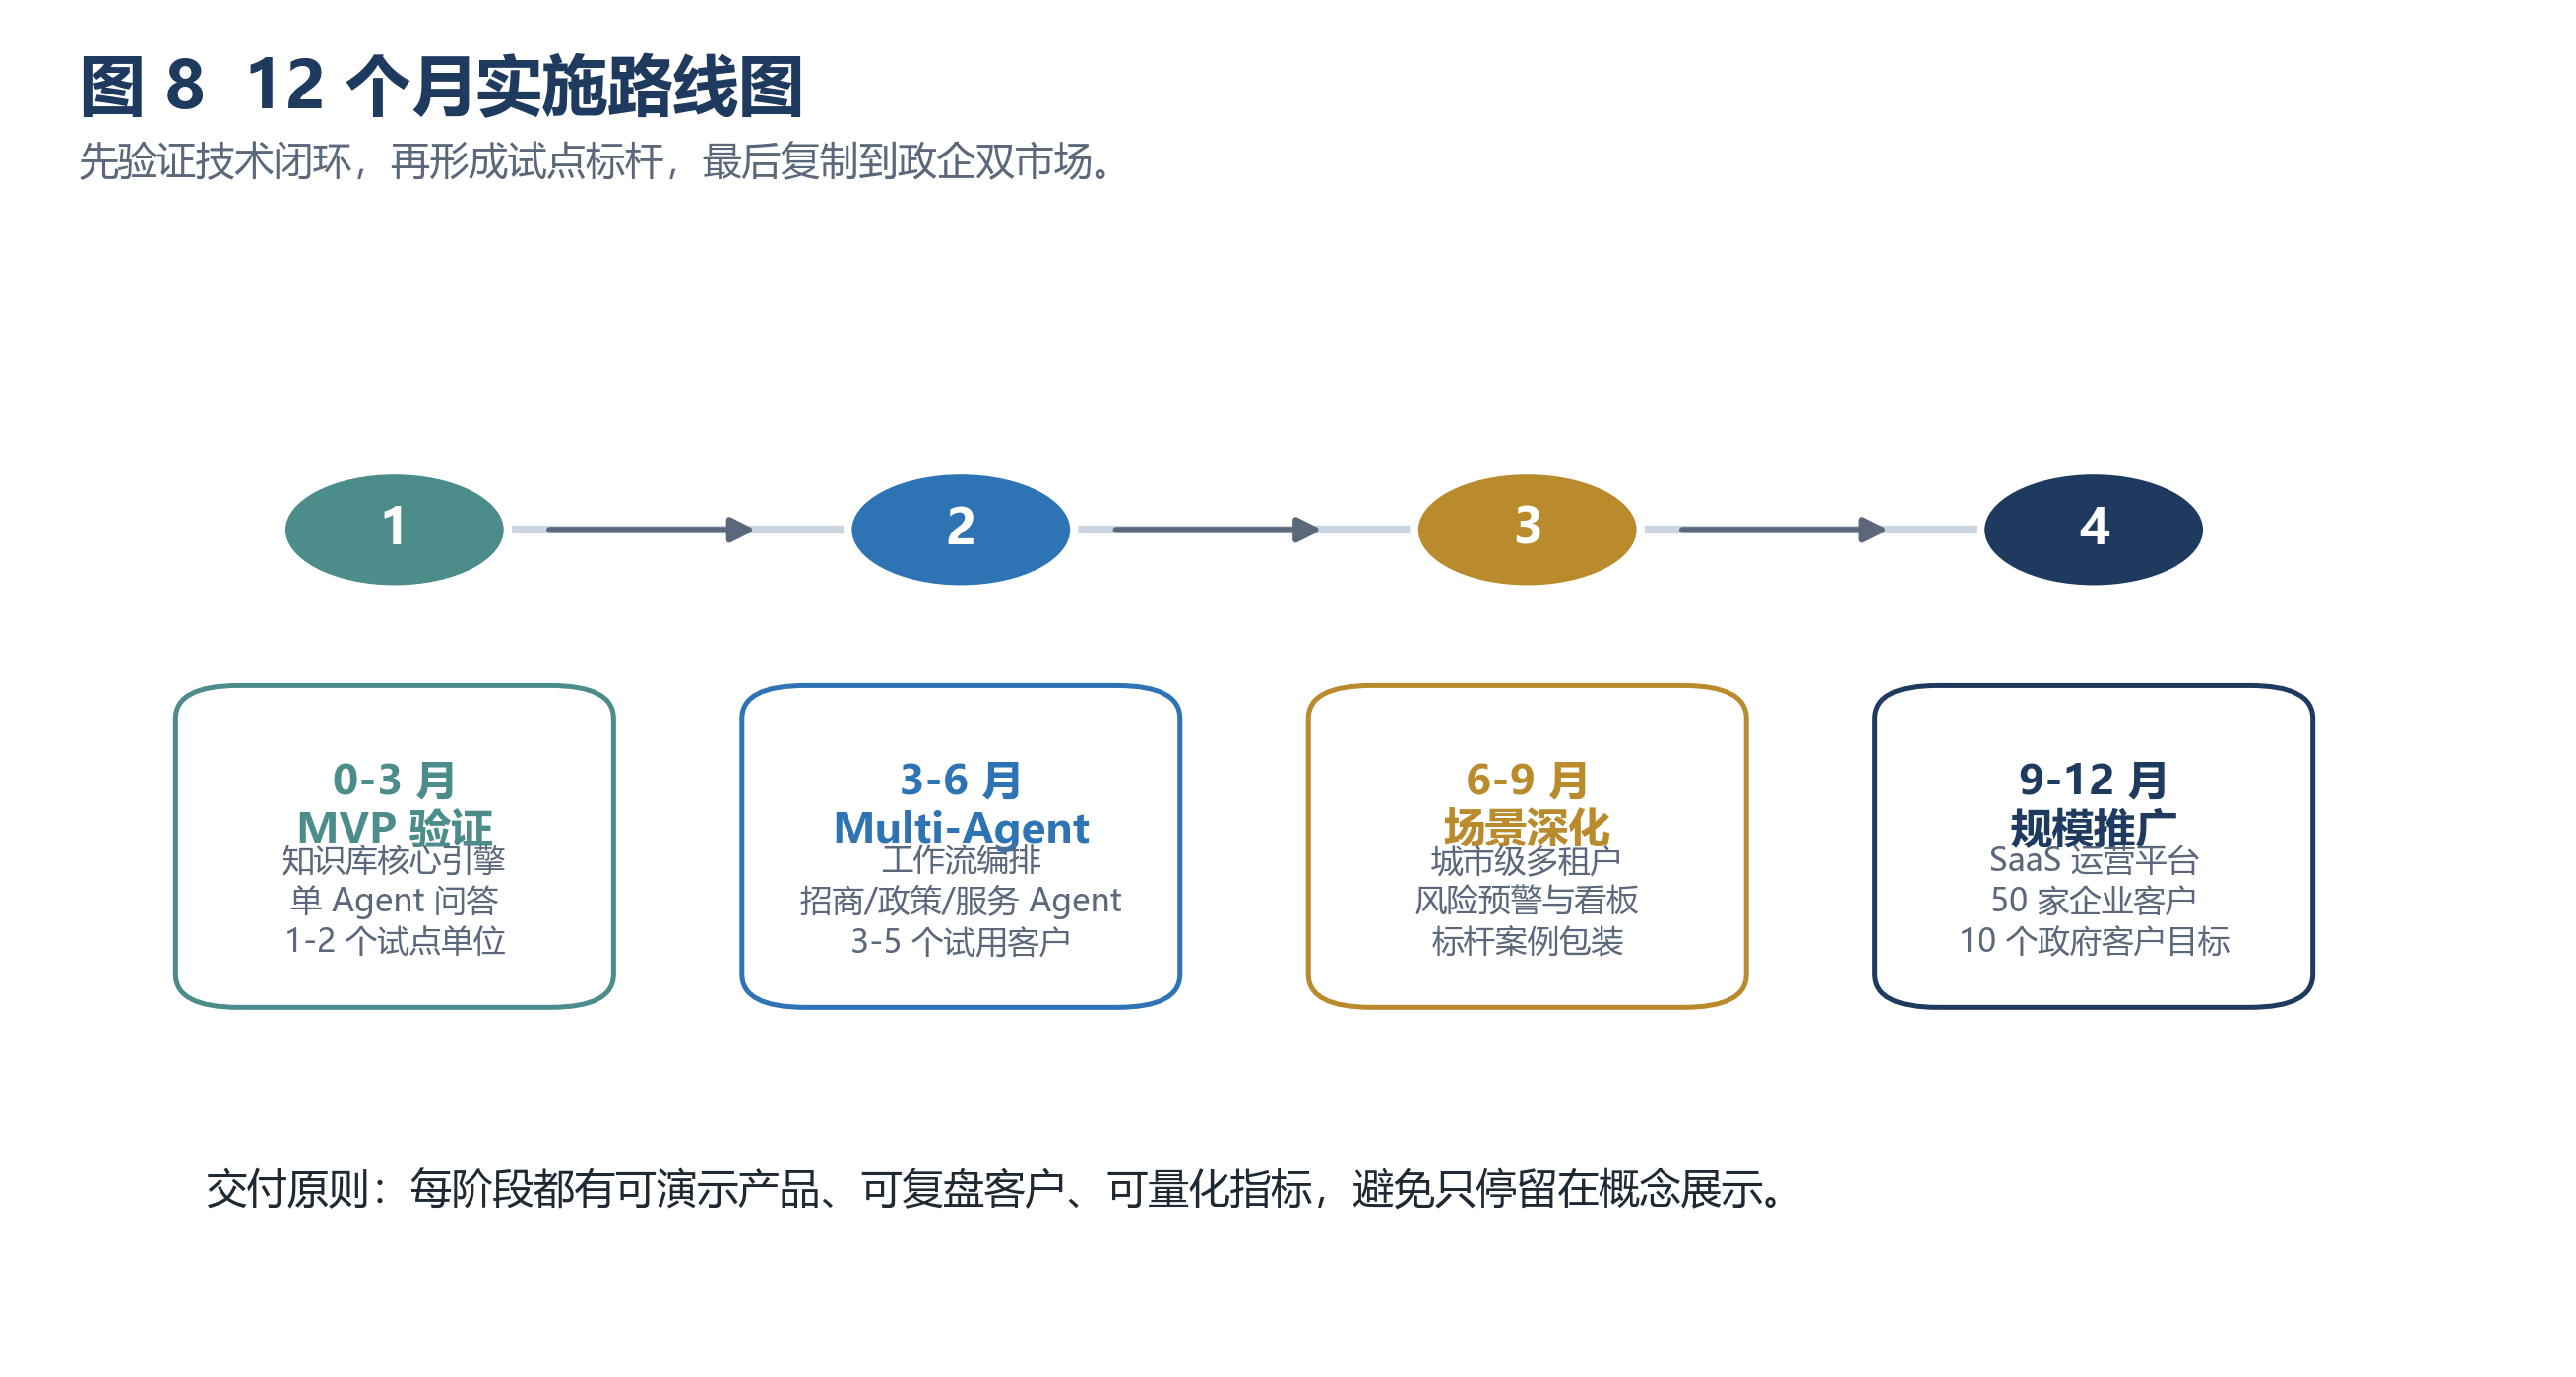 图 8  12 个月实施路线图
先验证技术闭环，再形成试点标杆，最后复制到政企双市场。
1
2
3
4
0-3 月
MVP 验证
知识库核心引擎
单 Agent 问答
1-2 个试点单位
3-6 月
Multi-Agent
工作流编排
招商/政策/服务 Agent
3-5 个试用客户
6-9 月
场景深化
城市级多租户
风险预警与看板
标杆案例包装
9-12 月
规模推广
SaaS 运营平台
50 家企业客户
10 个政府客户目标
交付原则：每阶段都有可演示产品、可复盘客户、可量化指标，避免只停留在概念展示。